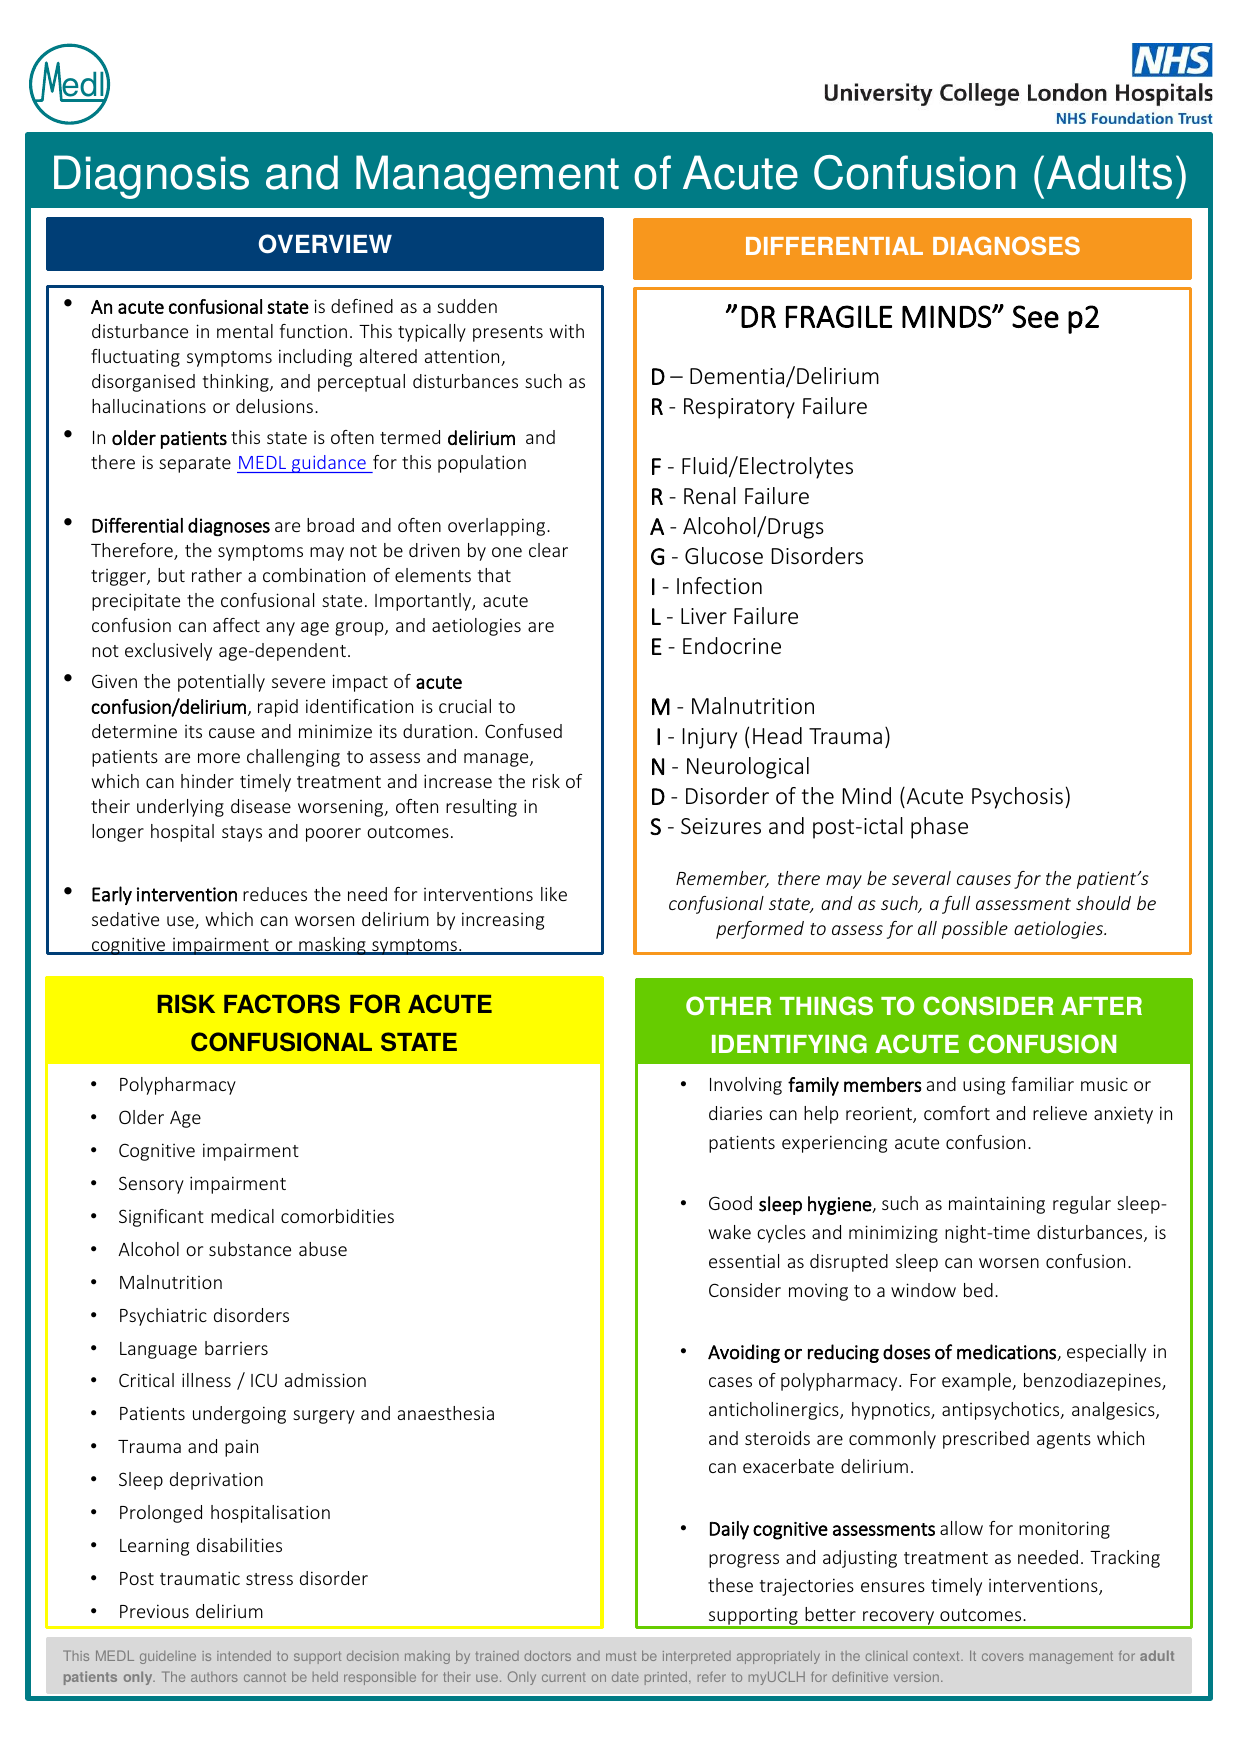 Medl
NHS
University College London Hospitals
NHS Foundation Trust
Diagnosis and Management of Acute Confusion (Adults)
OVERVIEW
• An acute confusional state is defined as a sudden
disturbance in mental function. This typically presents with
fluctuating symptoms including altered attention,
disorganised thinking, and perceptual disturbances such as
hallucinations or delusions.
• In older patients this state is often termed delirium and
there is separate MEDL guidance for this population
• Differential diagnoses are broad and often overlapping.
Therefore, the symptoms may not be driven by one clear
trigger, but rather a combination of elements that
precipitate the confusional state. Importantly, acute
confusion can affect any age group, and aetiologies are
not exclusively age-dependent.
• Given the potentially severe impact of acute
confusion/delirium, rapid identification is crucial to
determine its cause and minimize its duration. Confused
patients are more challenging to assess and manage,
which can hinder timely treatment and increase the risk of
their underlying disease worsening, often resulting in
longer hospital stays and poorer outcomes.
• Early intervention reduces the need for interventions like
sedative use, which can worsen delirium by increasing
cognitive impairment or masking symptoms.
DIFFERENTIAL DIAGNOSES
”DR FRAGILE MINDS” See p2
D – Dementia/Delirium
R - Respiratory Failure
F - Fluid/Electrolytes
R - Renal Failure
A - Alcohol/Drugs
G - Glucose Disorders
I - Infection
L - Liver Failure
E - Endocrine
M - Malnutrition
I - Injury (Head Trauma)
N - Neurological
D - Disorder of the Mind (Acute Psychosis)
S - Seizures and post-ictal phase
Remember, there may be several causes for the patient’s
confusional state, and as such, a full assessment should be
performed to assess for all possible aetiologies.
RISK FACTORS FOR ACUTE
CONFUSIONAL STATE
• Polypharmacy
• Older Age
• Cognitive impairment
• Sensory impairment
• Significant medical comorbidities
• Alcohol or substance abuse
• Malnutrition
• Psychiatric disorders
• Language barriers
• Critical illness / ICU admission
• Patients undergoing surgery and anaesthesia
• Trauma and pain
• Sleep deprivation
• Prolonged hospitalisation
• Learning disabilities
• Post traumatic stress disorder
• Previous delirium
OTHER THINGS TO CONSIDER AFTER
IDENTIFYING ACUTE CONFUSION
• Involving family members and using familiar music or
diaries can help reorient, comfort and relieve anxiety in
patients experiencing acute confusion.
• Good sleep hygiene, such as maintaining regular sleep-
wake cycles and minimizing night-time disturbances, is
essential as disrupted sleep can worsen confusion.
Consider moving to a window bed.
• Avoiding or reducing doses of medications, especially in
cases of polypharmacy. For example, benzodiazepines,
anticholinergics, hypnotics, antipsychotics, analgesics,
and steroids are commonly prescribed agents which
can exacerbate delirium.
• Daily cognitive assessments allow for monitoring
progress and adjusting treatment as needed. Tracking
these trajectories ensures timely interventions,
supporting better recovery outcomes.
This MEDL guideline is intended to support decision making by trained doctors and must be interpreted appropriately in the clinical context. It covers management for adult
patients only. The authors cannot be held responsible for their use. Only current on date printed, refer to myUCLH for definitive version.